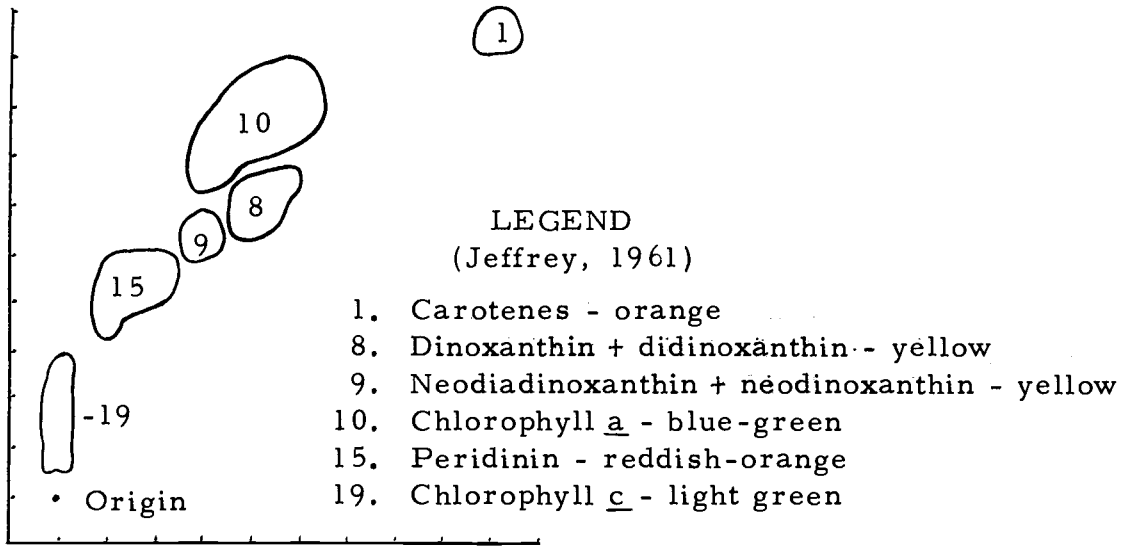 1
10
8
9
15
-19
Origin
LEGEND
(Jeffrey, 1961)
1. Carotenes - orange
8. Dinoxanthin + didinoxanthin - yellow
9. Neodiadinoxanthin + neodinoxanthin - yellow
10. Chlorophyll a - blue-green
15. Peridinin - reddish-orange
19. Chlorophyll c - light green